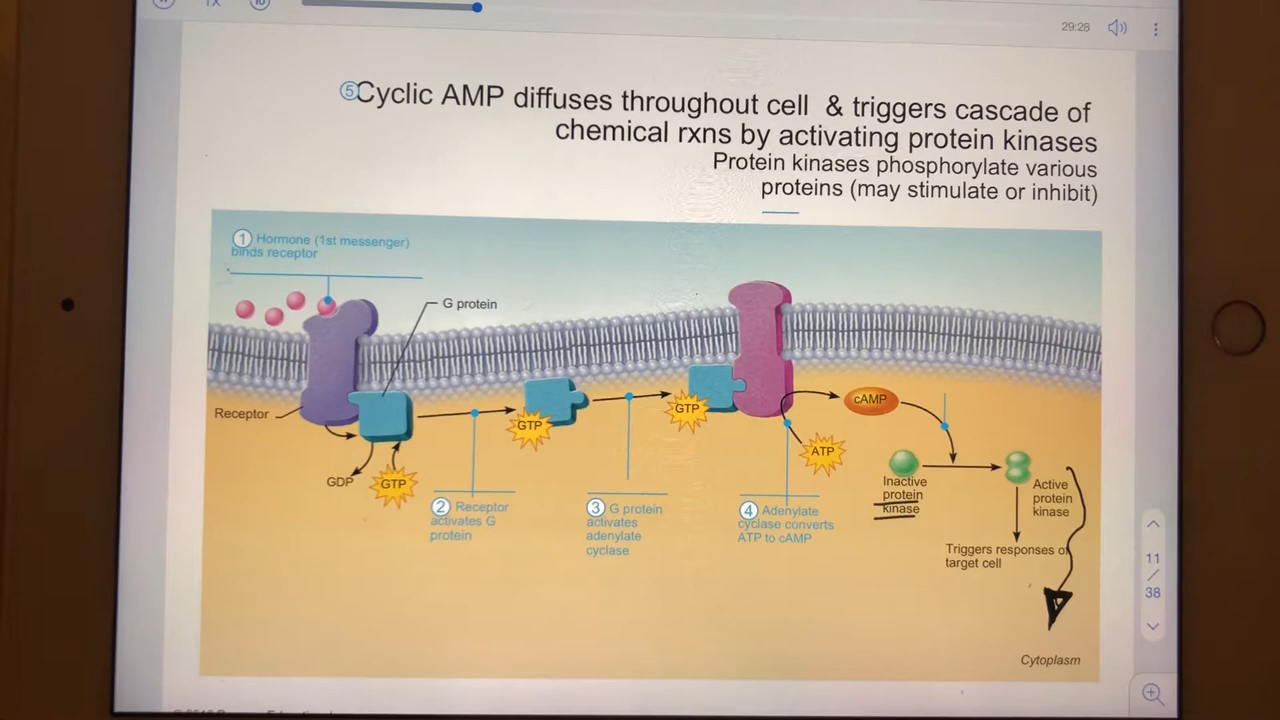 1x
10
29:28
⑤Cyclic AMP diffuses throughout cell & triggers cascade of
chemical rxns by activating protein kinases
Protein kinases phosphorylate various
proteins (may stimulate or inhibit)
① Hormone (1st messenger)
binds receptor
G protein
Receptor
GDP
GTP
GTP
GTP
ATP
cAMP
② Receptor
activates G
protein
③ G protein
activates
adenylate
cyclase
④ Adenylate
cyclase converts
ATP to cAMP
Inactive
protein
kinase
Active
protein
kinase
Triggers responses of
target cell
Cytoplasm
11
/
38